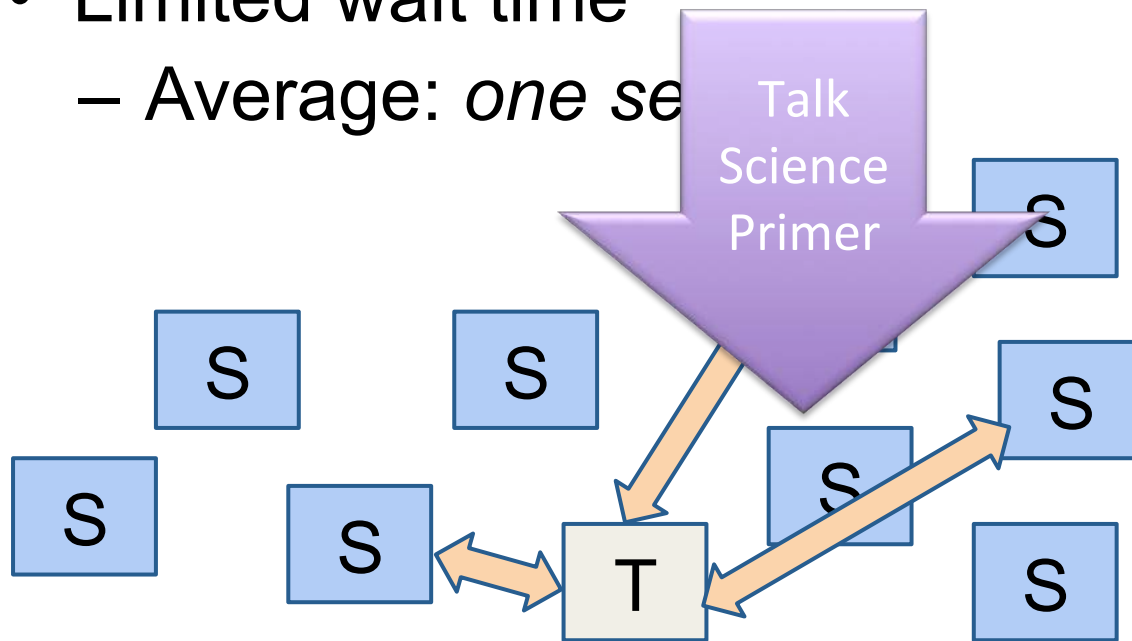 • Limited wait time
– Average: one se
Talk
Science
Primer
S
S
S
S
S
S
S
T
S